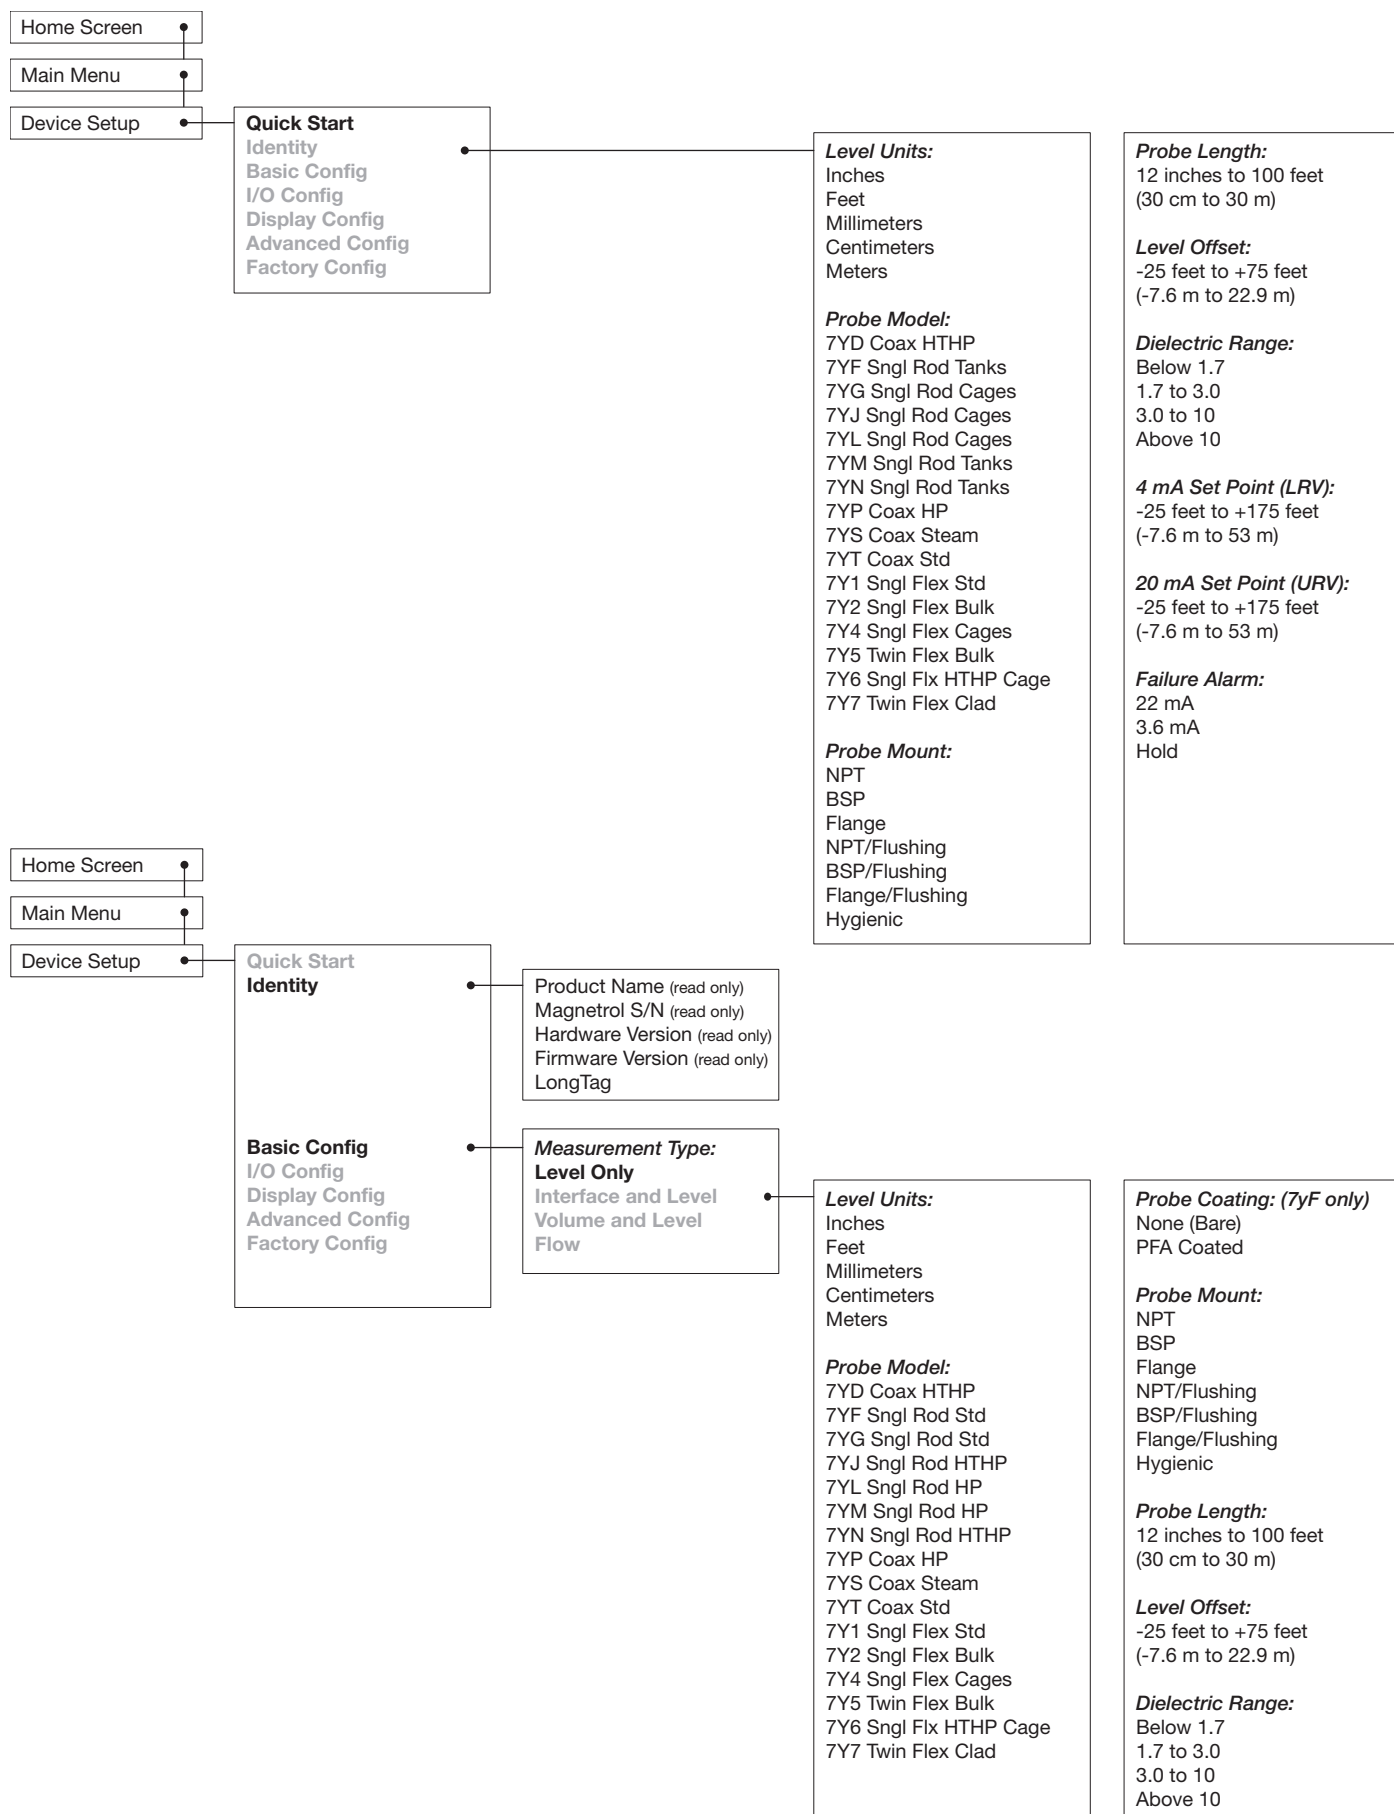 Home Screen
Main Menu
Device Setup
Quick Start
Identity
Basic Config
I/O Config
Display Config
Advanced Config
Factory Config
Level Units:
Inches
Feet
Millimeters
Centimeters
Meters
Probe Model:
7YD Coax HTHP
7YF Sngl Rod Tanks
7YG Sngl Rod Cages
7YJ Sngl Rod Cages
7YL Sngl Rod Cages
7YM Sngl Rod Tanks
7YN Sngl Rod Tanks
7YP Coax HP
7YS Coax Steam
7YT Coax Std
7Y1 Sngl Flex Std
7Y2 Sngl Flex Bulk
7Y4 Sngl Flex Cages
7Y5 Twin Flex Bulk
7Y6 Sngl Flx HTHP Cage
7Y7 Twin Flex Clad
Probe Mount:
NPT
BSP
Flange
NPT/Flushing
BSP/Flushing
Flange/Flushing
Hygienic
Probe Length:
12 inches to 100 feet
(30 cm to 30 m)
Level Offset:
-25 feet to +75 feet
(-7.6 m to 22.9 m)
Dielectric Range:
Below 1.7
1.7 to 3.0
3.0 to 10
Above 10
4 mA Set Point (LRV):
-25 feet to +175 feet
(-7.6 m to 53 m)
20 mA Set Point (URV):
-25 feet to +175 feet
(-7.6 m to 53 m)
Failure Alarm:
22 mA
3.6 mA
Hold
Home Screen
Main Menu
Device Setup
Quick Start
Identity
Basic Config
I/O Config
Display Config
Advanced Config
Factory Config
Product Name (read only)
Magnetrol S/N (read only)
Hardware Version (read only)
Firmware Version (read only)
LongTag
Measurement Type:
Level Only
Interface and Level
Volume and Level
Flow
Level Units:
Inches
Feet
Millimeters
Centimeters
Meters
Probe Model:
7YD Coax HTHP
7YF Sngl Rod Std
7YG Sngl Rod Std
7YJ Sngl Rod HTHP
7YL Sngl Rod HP
7YM Sngl Rod HP
7YN Sngl Rod HTHP
7YP Coax HP
7YS Coax Steam
7YT Coax Std
7Y1 Sngl Flex Std
7Y2 Sngl Flex Bulk
7Y4 Sngl Flex Cages
7Y5 Twin Flex Bulk
7Y6 Sngl Flx HTHP Cage
7Y7 Twin Flex Clad
Probe Coating: (7yF only)
None (Bare)
PFA Coated
Probe Mount:
NPT
BSP
Flange
NPT/Flushing
BSP/Flushing
Flange/Flushing
Hygienic
Probe Length:
12 inches to 100 feet
(30 cm to 30 m)
Level Offset:
-25 feet to +75 feet
(-7.6 m to 22.9 m)
Dielectric Range:
Below 1.7
1.7 to 3.0
3.0 to 10
Above 10